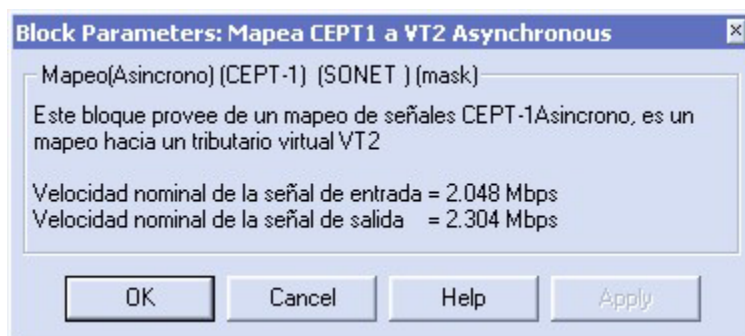 Block Parameters: Mapea CEPT1 a VT2 Asynchronous
Mapeo(Asincrono) (CEPT-1) (SONET ) (mask)
Este bloque provee de un mapeo de señales CEPT-1Asincrono, es un
mapeo hacia un tributario virtual VT2
Velocidad nominal de la señal de entrada = 2.048 Mbps
Velocidad nominal de la señal de salida = 2.304 Mbps
OK Cancel Help Apply